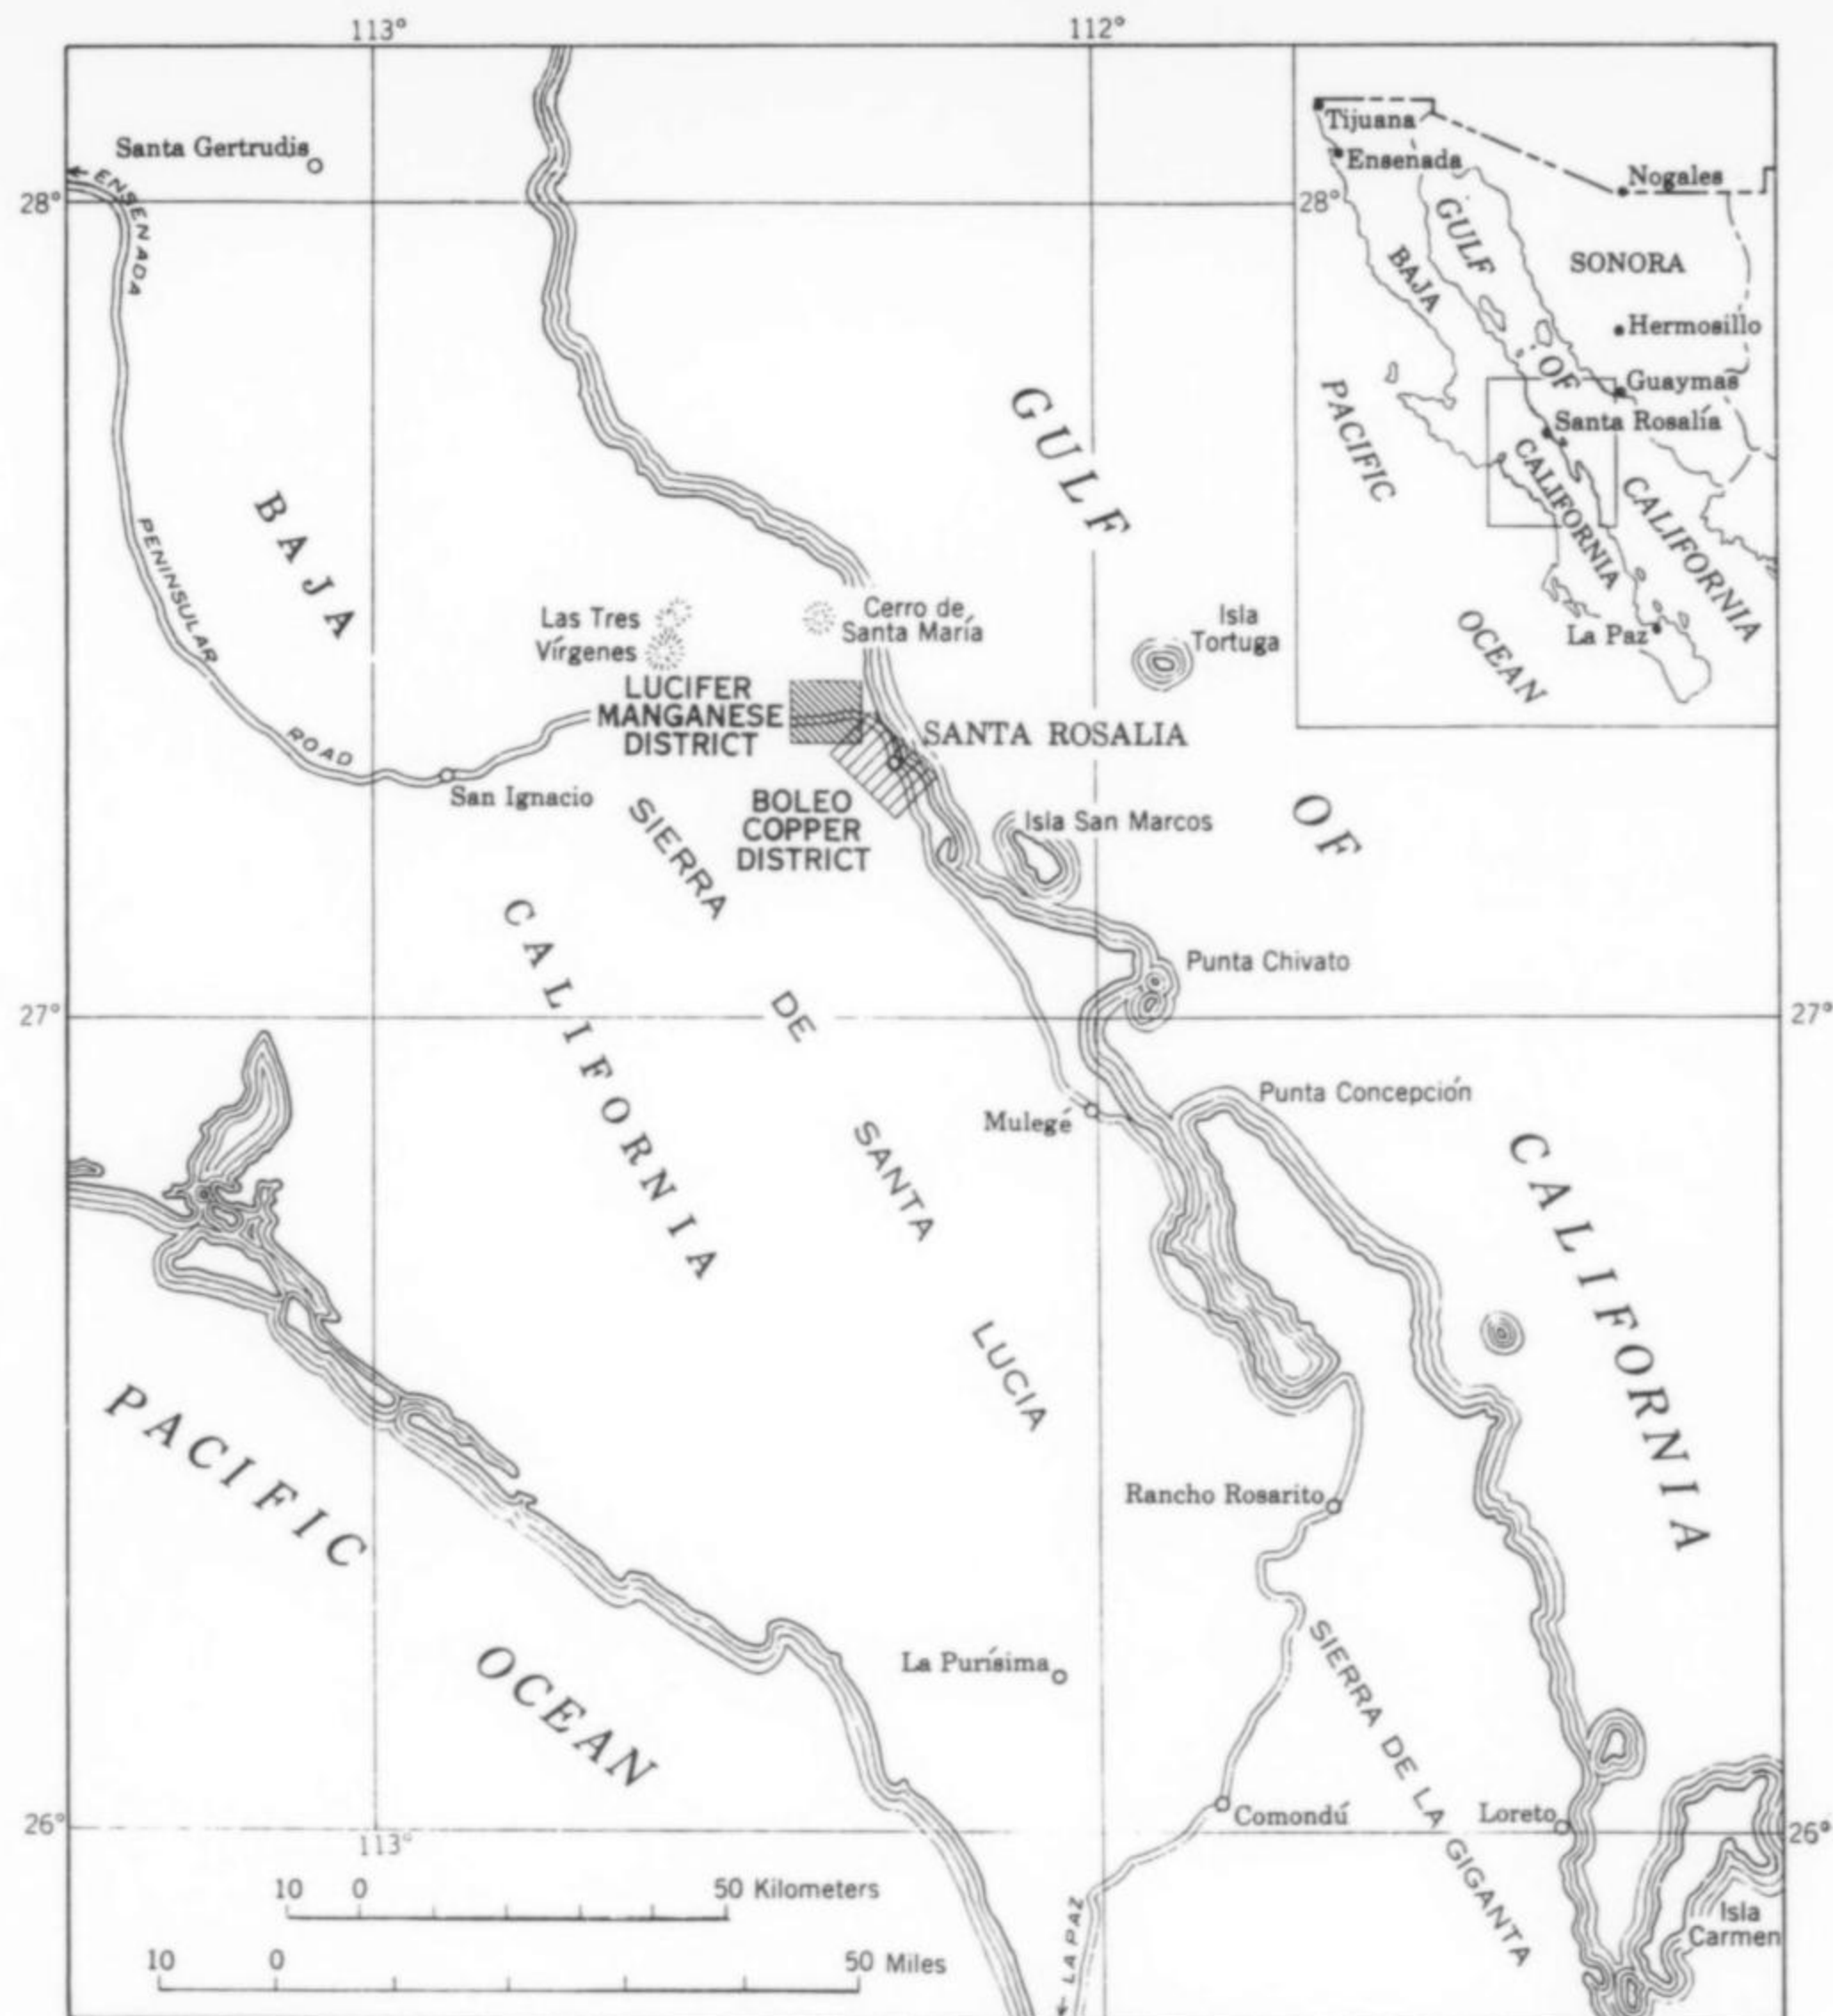 113°
112°
Santa Gertrudis
← ENSENADA
28°
28°
Tijuana
Ensenada
Nogales
GULF
BAJA
SONORA
Hermosillo
OF
Guaymas
PACIFIC
Santa Rosalía
CALIFORNIA
CALIFORNIA
OCEAN
La Paz
GULF
BAJA
PENINSULAR
ROAD
Las Tres
Vírgenes
Cerro de
Santa María
Isla
Tortuga
LUCIFER
MANGANESE
DISTRICT
SANTA ROSALIA
San Ignacio
BOLEO
COPPER
DISTRICT
SIERRA
Isla San Marcos
OF
CALIFORNIA
Punta Chivato
DE
27°
27°
Punta Concepción
Mulegé
SANTA
CALIFORNIA
LUCIA
PACIFIC
Rancho Rosarito
OCEAN
La Purísima
SIERRA DE LA GIGANTA
Comondú
Loreto
26°
26°
113°
10 0 50 Kilometers
10 0 50 Miles
← LA PAZ
Isla
Carmen